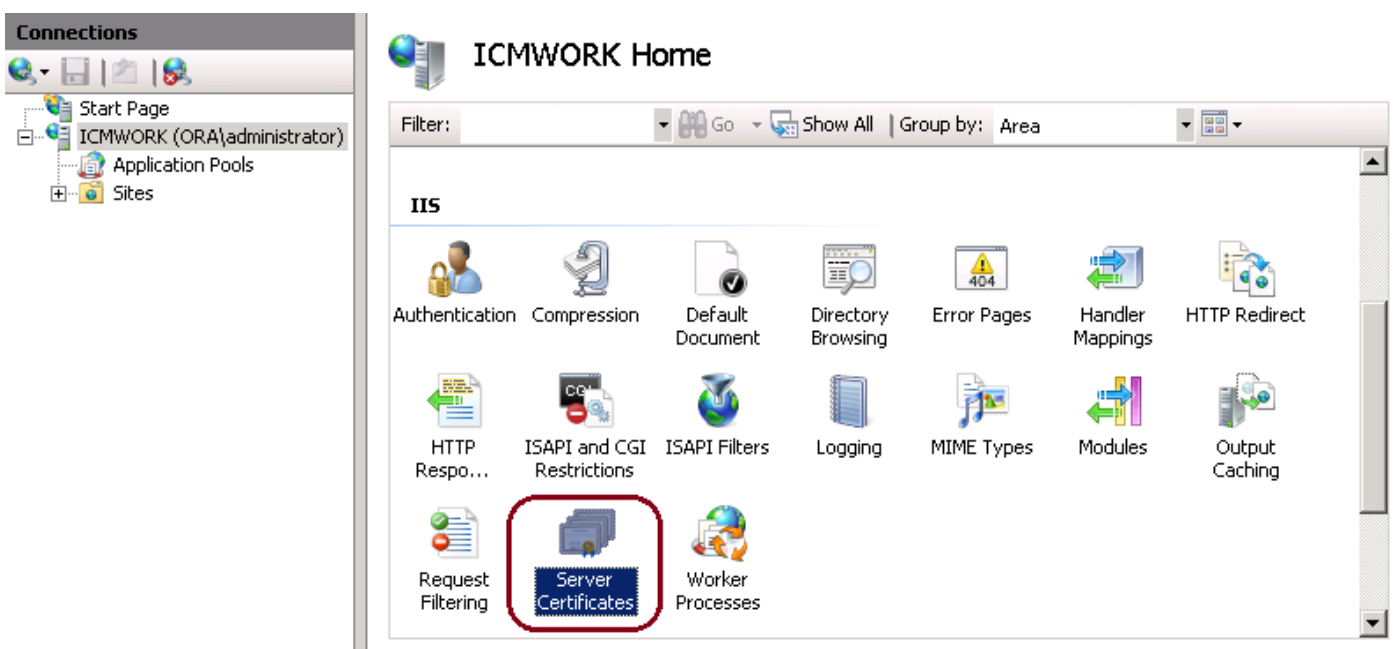 Connections
Start Page
ICMWORK (ORA\administrator)
Application Pools
Sites
ICMWORK Home
Filter: Go Show All Group by: Area
IIS
Authentication Compression Default Document Directory Browsing Error Pages Handler Mappings HTTP Redirect
404
CGI
HTTP Respo... ISAPI and CGI Restrictions ISAPI Filters Logging MIME Types Modules Output Caching
Request Filtering Server Certificates Worker Processes